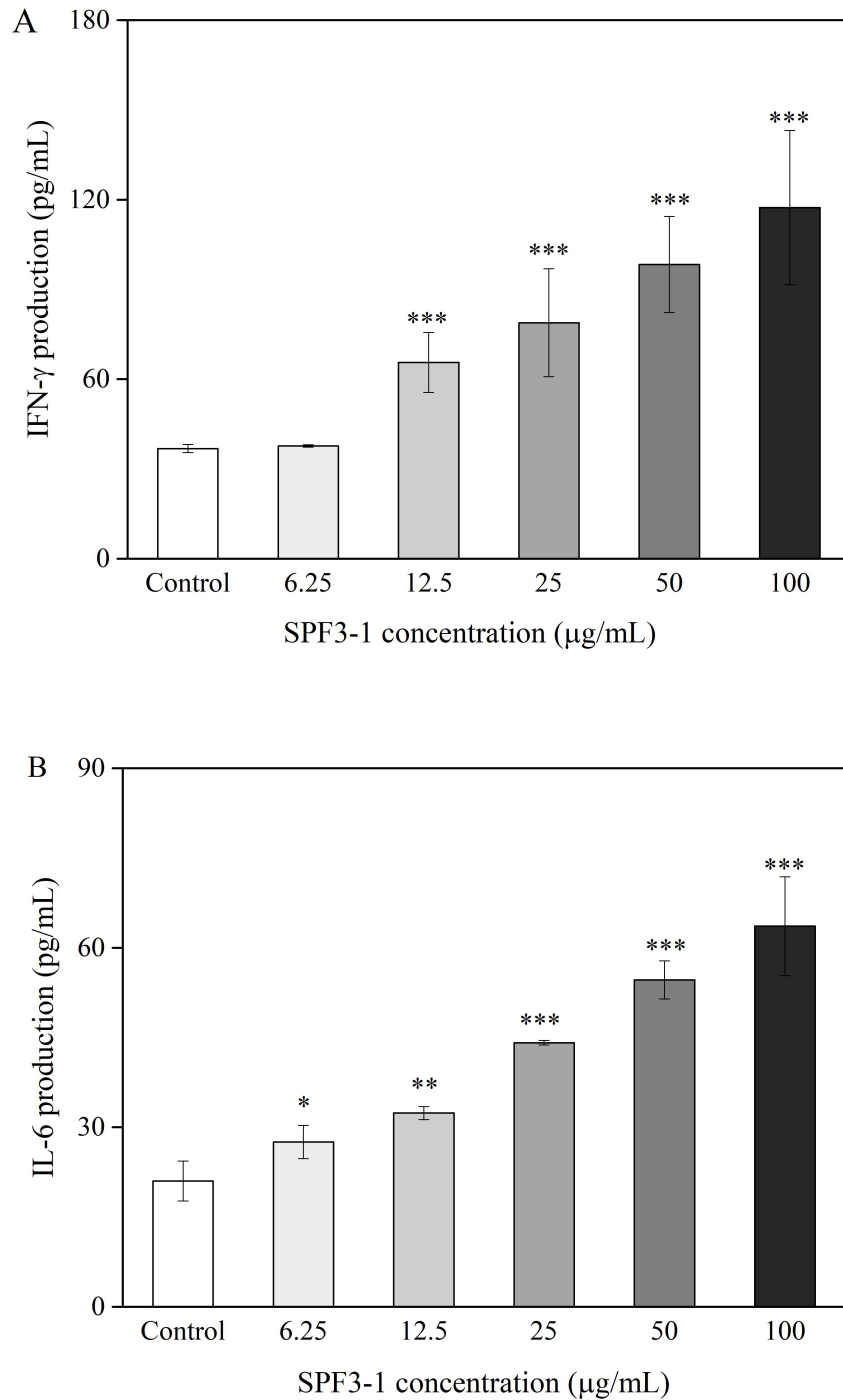 A
180
120
60
0
IFN-γ production (pg/mL)
***
***
***
***
Control 6.25 12.5 25 50 100
SPF3-1 concentration (μg/mL)
B
90
60
30
0
IL-6 production (pg/mL)
*
**
***
***
***
Control 6.25 12.5 25 50 100
SPF3-1 concentration (μg/mL)